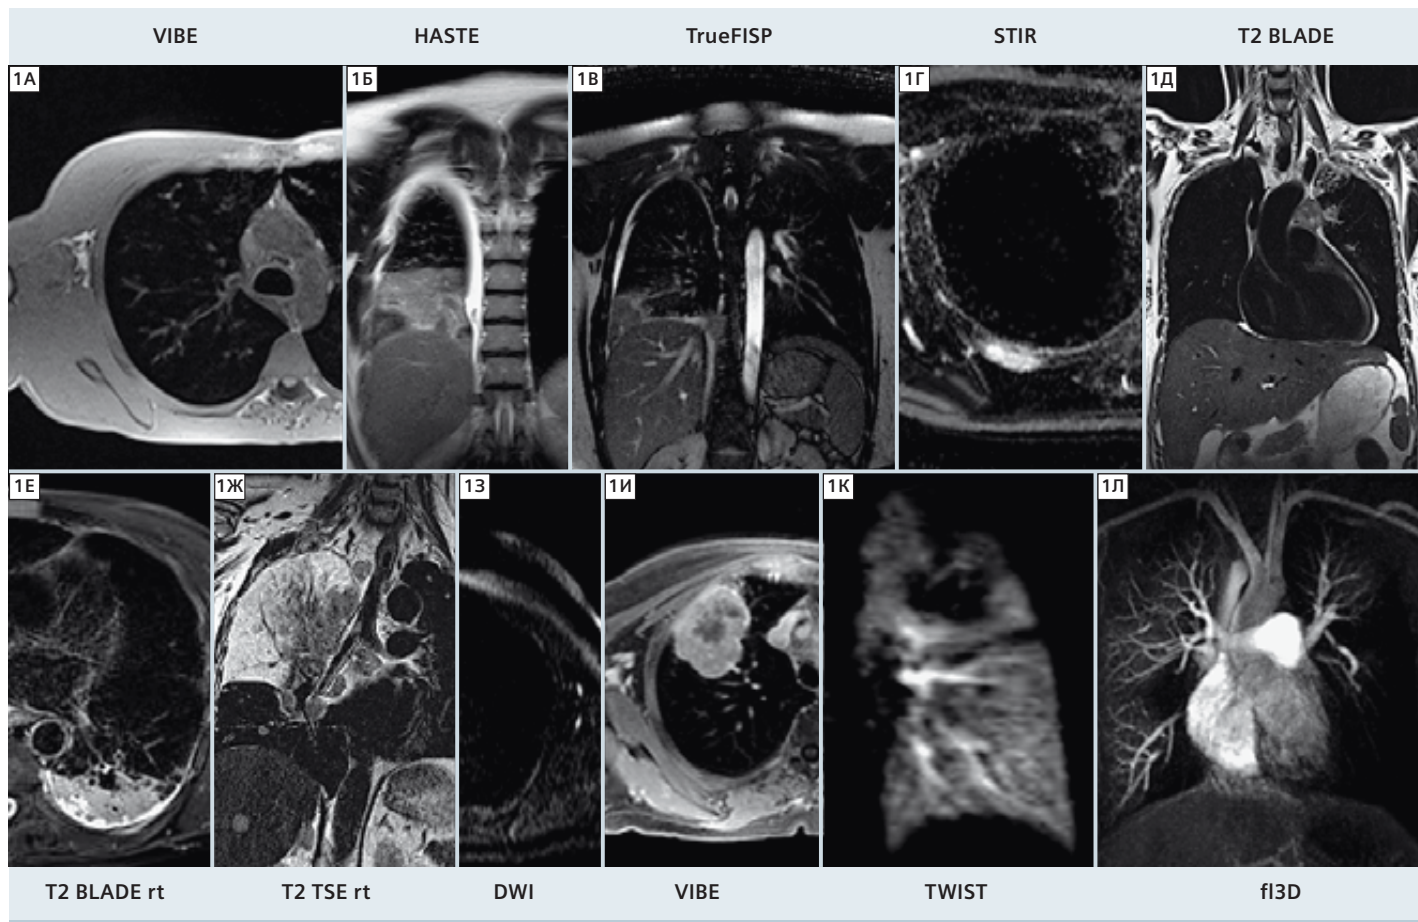 VIBE HASTE TrueFISP STIR T2 BLADE
1А 1Б 1В 1Г 1Д
1Е 1Ж 1З 1И 1К 1Л
T2 BLADE rt T2 TSE rt DWI VIBE TWIST fl3D